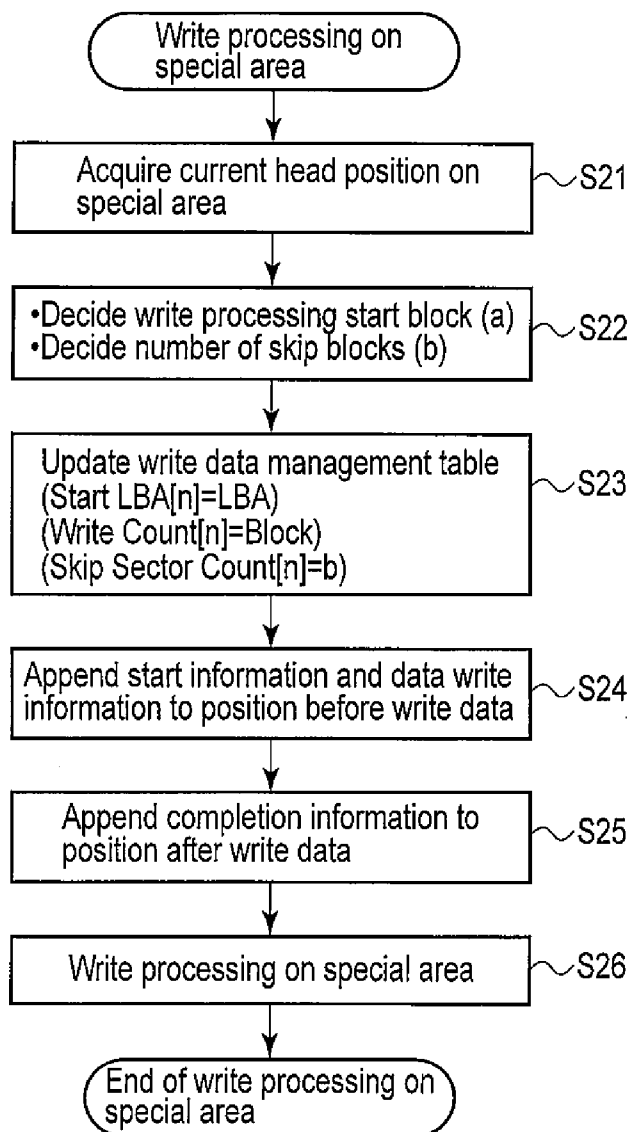 Write processing on
special area
Acquire current head position on
special area
S21
•Decide write processing start block (a)
•Decide number of skip blocks (b)
S22
Update write data management table
(Start LBA[n]=LBA)
(Write Count[n]=Block)
(Skip Sector Count[n]=b)
S23
Append start information and data write
information to position before write data
S24
Append completion information to
position after write data
S25
Write processing on special area
S26
End of write processing on
special area